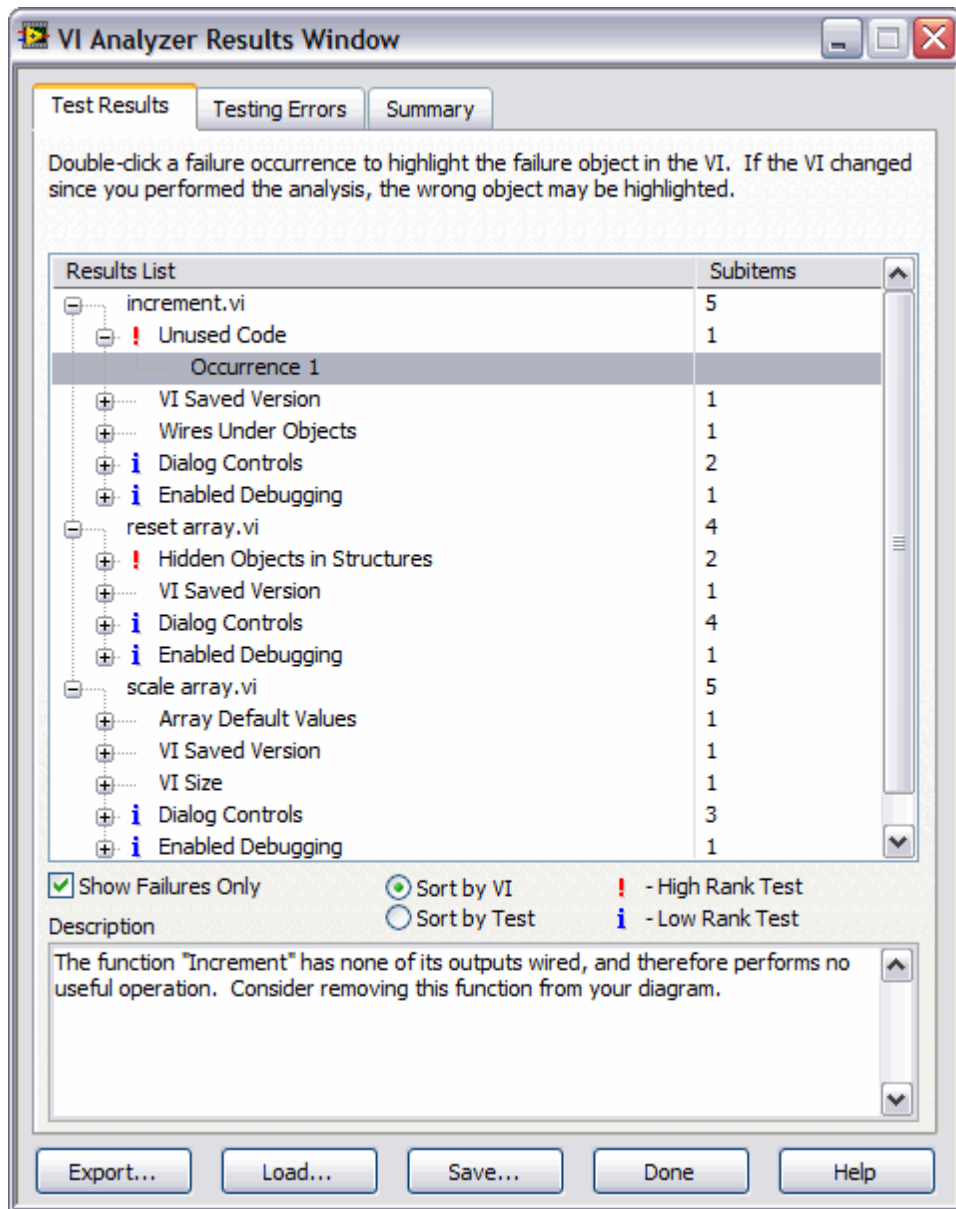 VI Analyzer Results Window
Test Results Testing Errors Summary
Double-click a failure occurrence to highlight the failure object in the VI.  If the VI changed
since you performed the analysis, the wrong object may be highlighted.
Results List Subitems
increment.vi 5
! Unused Code 1
Occurrence 1
VI Saved Version 1
Wires Under Objects 1
i Dialog Controls 2
i Enabled Debugging 1
reset array.vi 4
! Hidden Objects in Structures 2
VI Saved Version 1
i Dialog Controls 4
i Enabled Debugging 1
scale array.vi 5
Array Default Values 1
VI Saved Version 1
VI Size 1
i Dialog Controls 3
i Enabled Debugging 1
Show Failures Only Sort by VI ! - High Rank Test
Sort by Test i - Low Rank Test
Description
The function "Increment" has none of its outputs wired, and therefore performs no
useful operation.  Consider removing this function from your diagram.
Export... Load... Save... Done Help